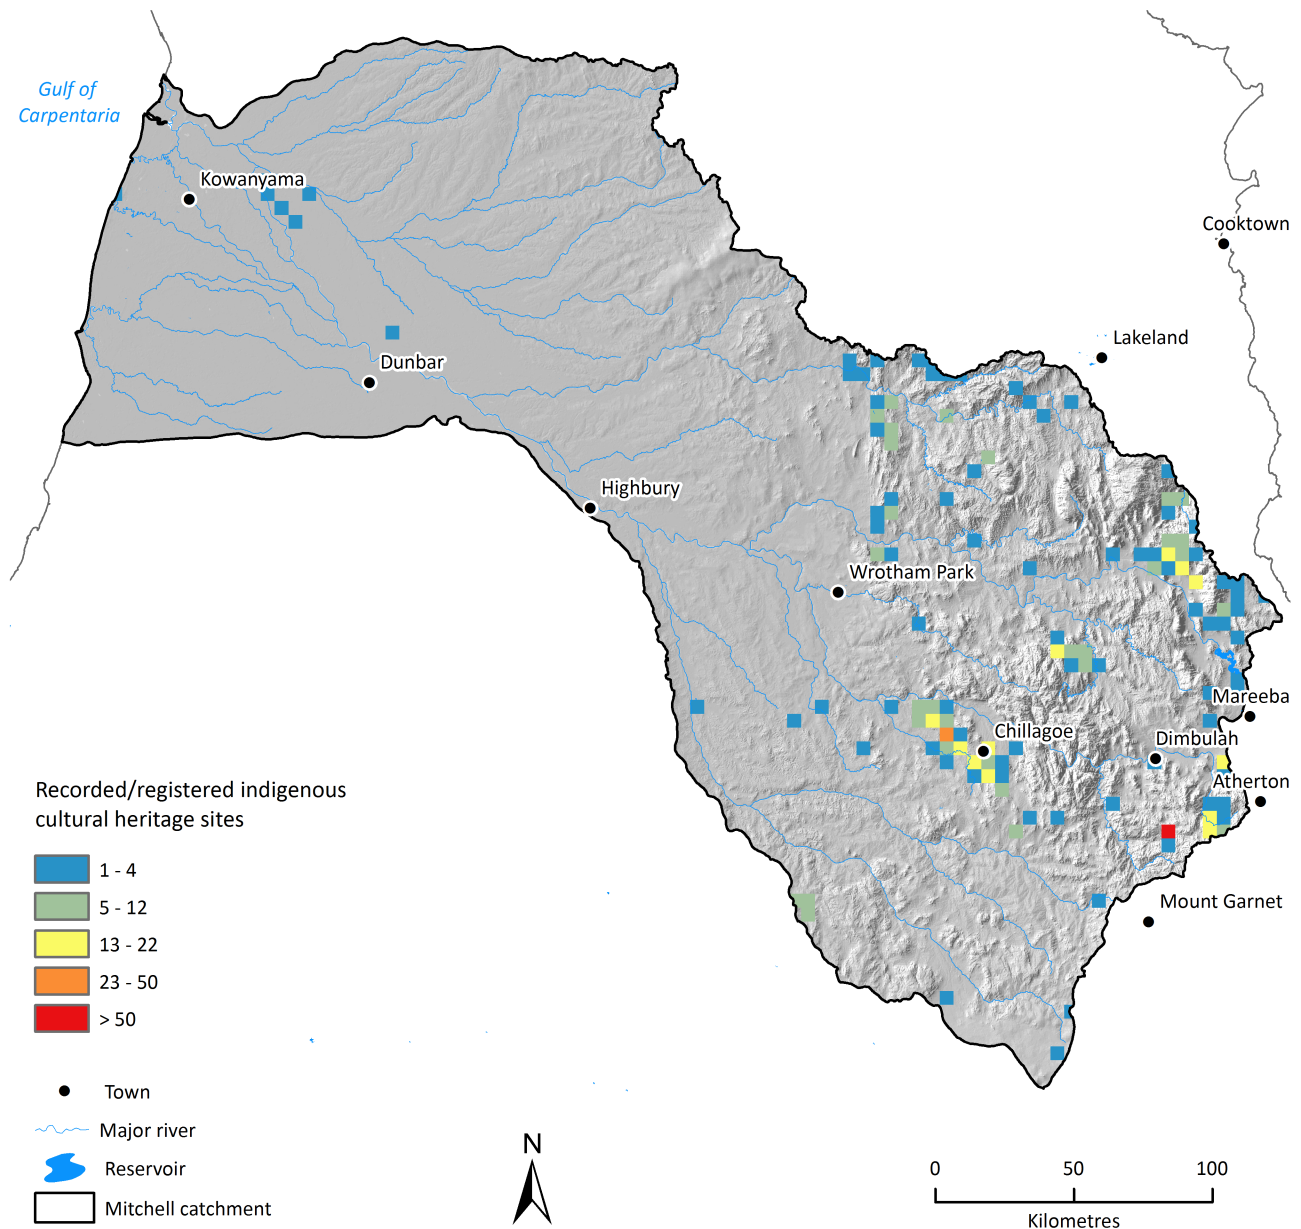 Gulf of
Carpentaria
Kowanyama
Cooktown
Lakeland
Dunbar
Highbury
Wrotham Park
Mareeba
Chillagoe
Dimbulah
Atherton
Mount Garnet
Recorded/registered indigenous
cultural heritage sites
1 - 4
5 - 12
13 - 22
23 - 50
> 50
Town
Major river
Reservoir
Mitchell catchment
N
0 50 100
Kilometres